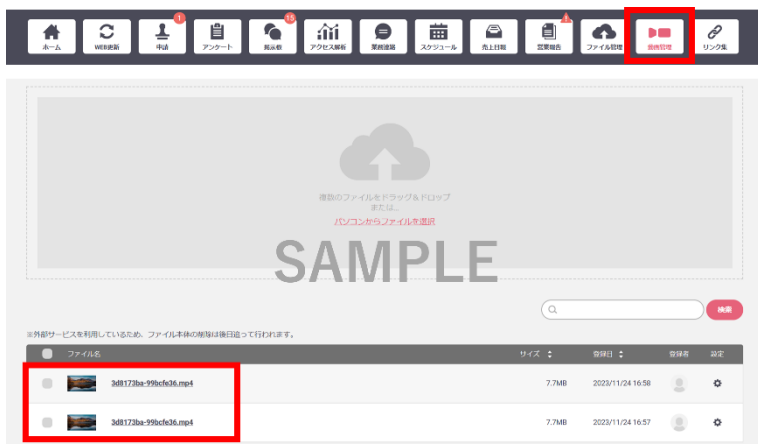 1
15
ホーム
WEB更新
申請
アンケート
掲示板
アクセス解析
業務連絡
スケジュール
売上日報
営業報告
ファイル管理
動画管理
リンク集
複数のファイルをドラッグ&ドロップ
または...
パソコンからファイルを選択
SAMPLE
検索
※外部サービスを利用しているため、ファイル本体の削除は後日追って行われます。
ファイル名 サイズ 登録日 登録者 設定
3d8173ba-99bcfe36.mp4 7.7MB 2023/11/24 16:58
3d8173ba-99bcfe36.mp4 7.7MB 2023/11/24 16:57